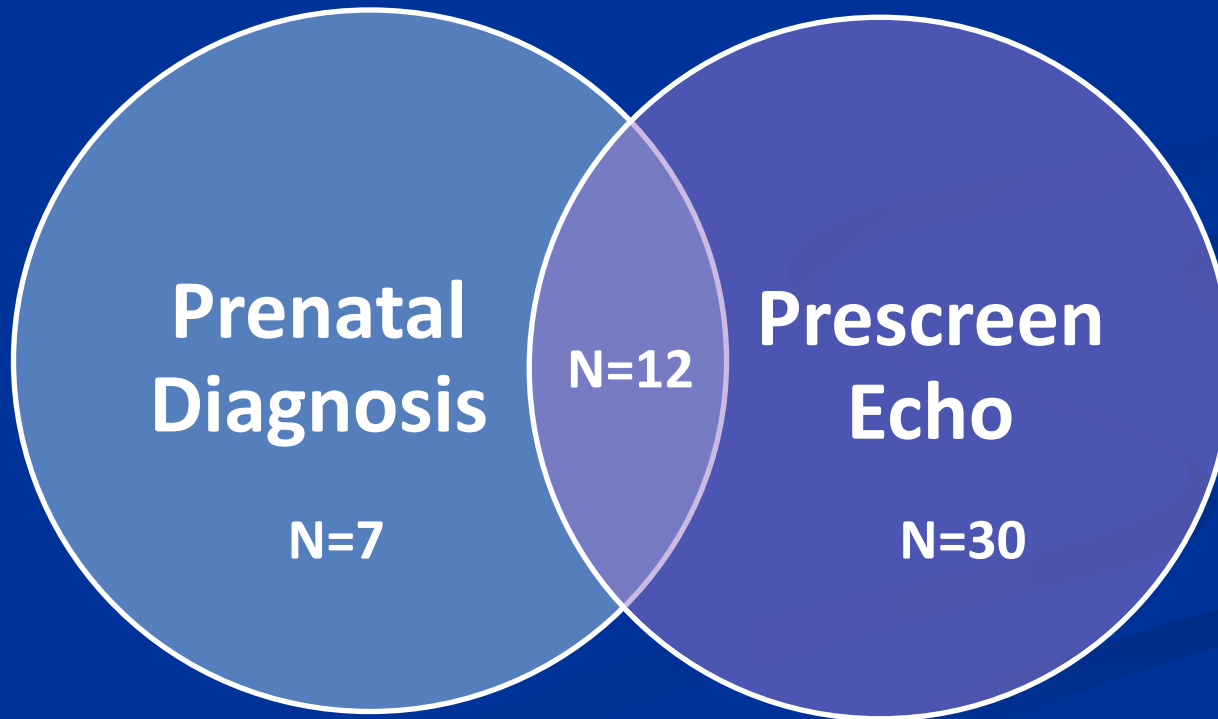 Prenatal
Diagnosis
N=7
N=12
Prescreen
Echo
N=30